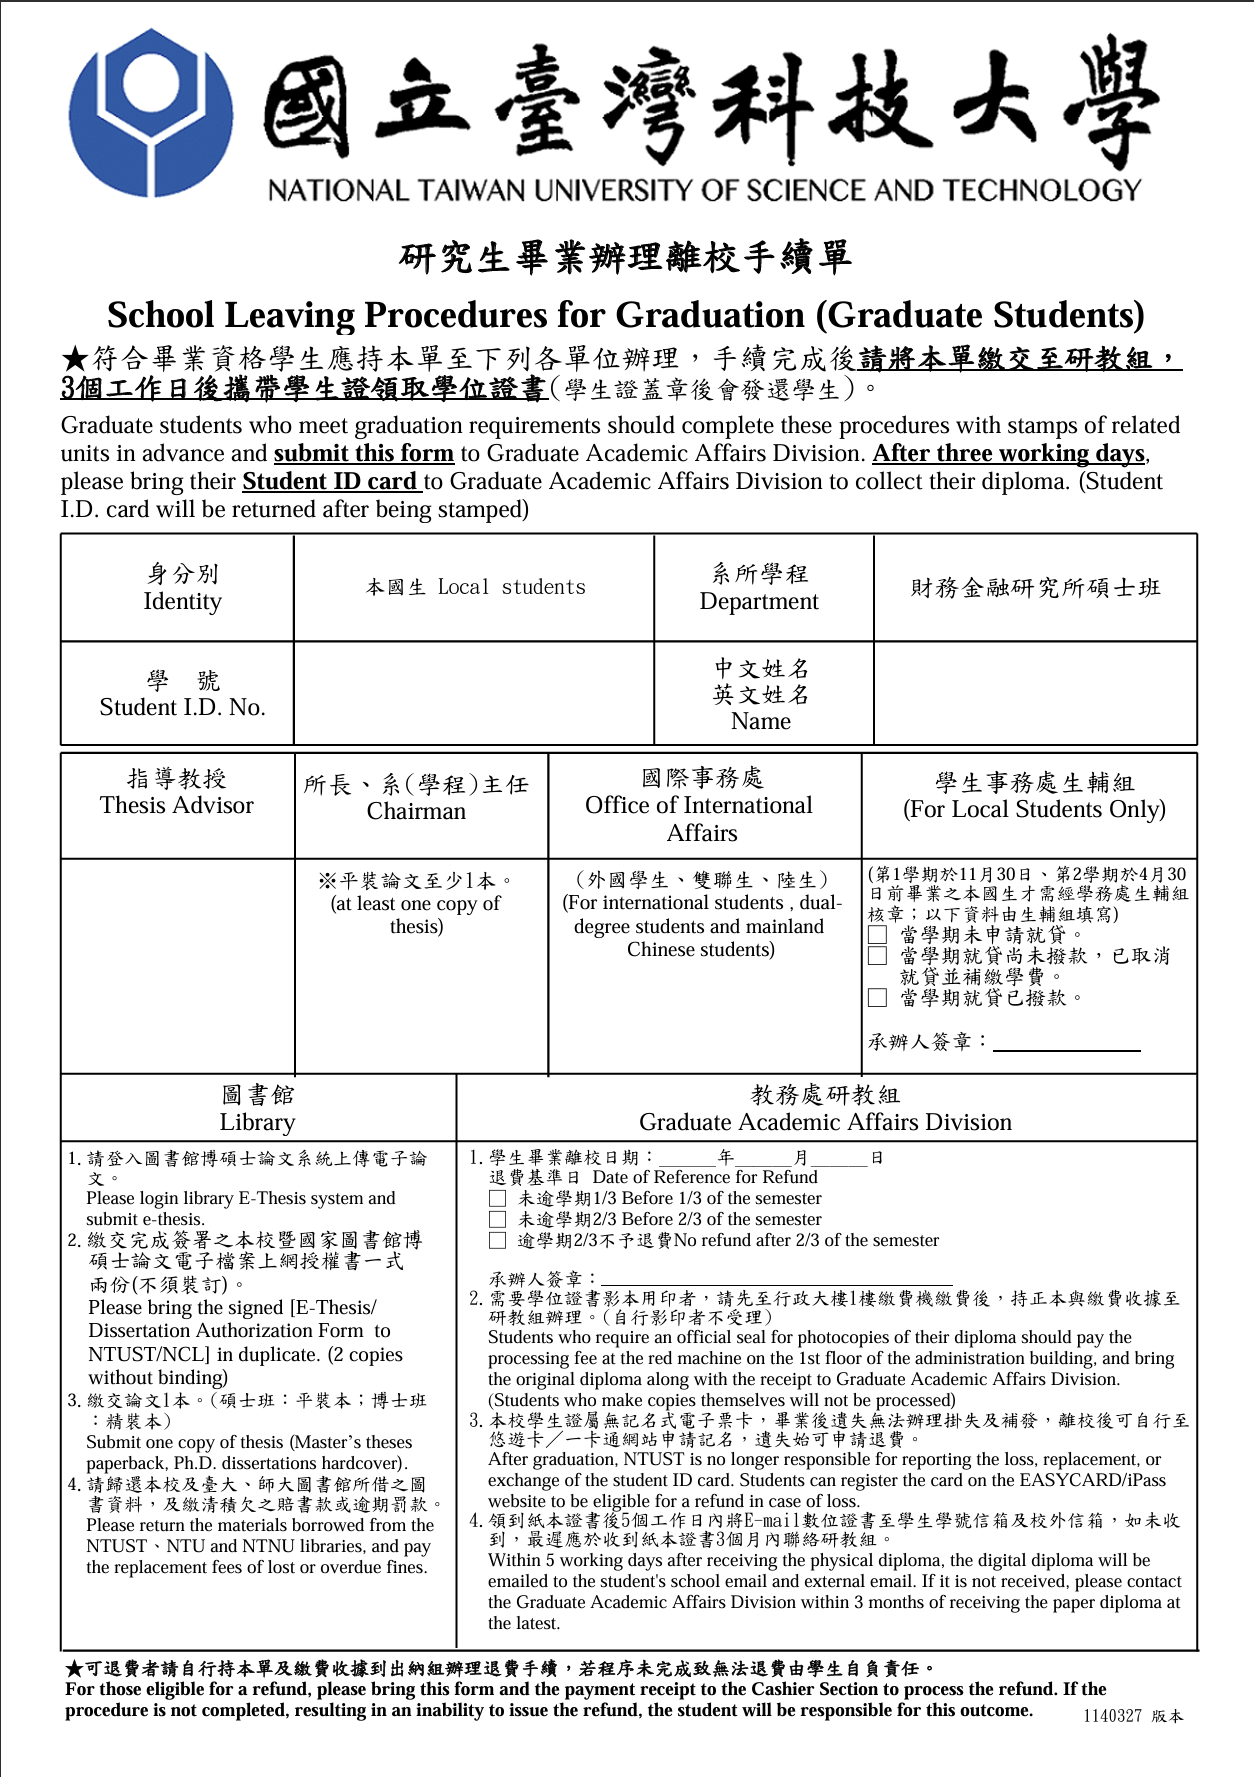 國立臺灣科技大學
NATIONAL TAIWAN UNIVERSITY OF SCIENCE AND TECHNOLOGY
研究生畢業辦理離校手續單
School Leaving Procedures for Graduation (Graduate Students)
★符合畢業資格學生應持本單至下列各單位辦理，手續完成後請將本單繳交至研教組，
3個工作日後攜帶學生證領取學位證書(學生證蓋章後會發還學生)。
Graduate students who meet graduation requirements should complete these procedures with stamps of related
units in advance and submit this form to Graduate Academic Affairs Division. After three working days,
please bring their Student ID card to Graduate Academic Affairs Division to collect their diploma. (Student
I.D. card will be returned after being stamped)
身分別
Identity
本國生 Local students
系所學程
Department
財務金融研究所碩士班
學 號
Student I.D. No.
中文姓名
英文姓名
Name
指導教授
Thesis Advisor
所長、系(學程)主任
Chairman
國際事務處
Office of International
Affairs
學生事務處生輔組
(For Local Students Only)
※平裝論文至少1本。
(at least one copy of
thesis)
（外國學生、雙聯生、陸生）
(For international students , dual-
degree students and mainland
Chinese students)
(第1學期於11月30日、第2學期於4月30
日前畢業之本國生才需經學務處生輔組
核章；以下資料由生輔組填寫)
□ 當學期未申請就貸。
□ 當學期就貸尚未撥款，已取消
就貸並補繳學費。
□ 當學期就貸已撥款。
承辦人簽章：
圖書館
Library
教務處研教組
Graduate Academic Affairs Division
1. 請登入圖書館博碩士論文系統上傳電子論
文。
Please login library E-Thesis system and
submit e-thesis.
2. 繳交完成簽署之本校暨國家圖書館博
碩士論文電子檔案上網授權書一式
兩份(不須裝訂)。
Please bring the signed [E-Thesis/
Dissertation Authorization Form to
NTUST/NCL] in duplicate. (2 copies
without binding)
3. 繳交論文1本。（碩士班：平裝本；博士班
：精裝本）
Submit one copy of thesis (Master's theses
paperback, Ph.D. dissertations hardcover).
4. 請歸還本校及臺大、師大圖書館所借之圖
書資料，及繳清積欠之賠書款或逾期罰款。
Please return the materials borrowed from the
NTUST、NTU and NTNU libraries, and pay
the replacement fees of lost or overdue fines.
1. 學生畢業離校日期：______年______月______日
退費基準日 Date of Reference for Refund
□ 未逾學期1/3 Before 1/3 of the semester
□ 未逾學期2/3 Before 2/3 of the semester
□ 逾學期2/3不予退費No refund after 2/3 of the semester
承辦人簽章：
2. 需要學位證書影本用印者，請先至行政大樓1樓繳費機繳費後，持正本與繳費收據至
研教組辦理。（自行影印者不受理）
Students who require an official seal for photocopies of their diploma should pay the
processing fee at the red machine on the 1st floor of the administration building, and bring
the original diploma along with the receipt to Graduate Academic Affairs Division.
(Students who make copies themselves will not be processed)
3. 本校學生證屬無記名式電子票卡，畢業後遺失無法辦理掛失及補發，離校後可自行至
悠遊卡／一卡通網站申請記名，遺失始可申請退費。
After graduation, NTUST is no longer responsible for reporting the loss, replacement, or
exchange of the student ID card. Students can register the card on the EASYCARD/iPass
website to be eligible for a refund in case of loss.
4. 領到紙本證書後5個工作日內將E-mail數位證書至學生學號信箱及校外信箱，如未收
到，最遲應於收到紙本證書3個月內聯絡研教組。
Within 5 working days after receiving the physical diploma, the digital diploma will be
emailed to the student's school email and external email. If it is not received, please contact
the Graduate Academic Affairs Division within 3 months of receiving the paper diploma at
the latest.
★可退費者請自行持本單及繳費收據到出納組辦理退費手續，若程序未完成致無法退費由學生自負責任。
For those eligible for a refund, please bring this form and the payment receipt to the Cashier Section to process the refund. If the
procedure is not completed, resulting in an inability to issue the refund, the student will be responsible for this outcome.
1140327 版本